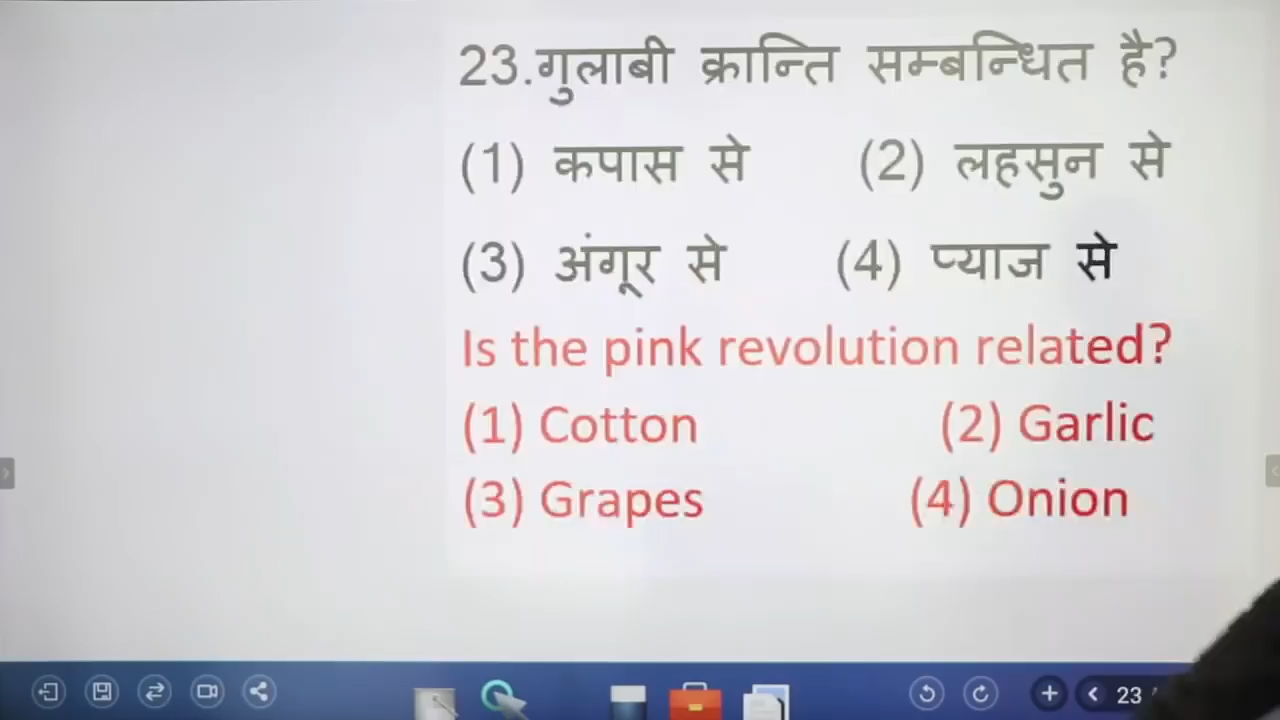 23.गुलाबी क्रान्ति सम्बन्धित है?
(1) कपास से (2) लहसुन से
(3) अंगूर से (4) प्याज से
Is the pink revolution related?
(1) Cotton (2) Garlic
(3) Grapes (4) Onion
23